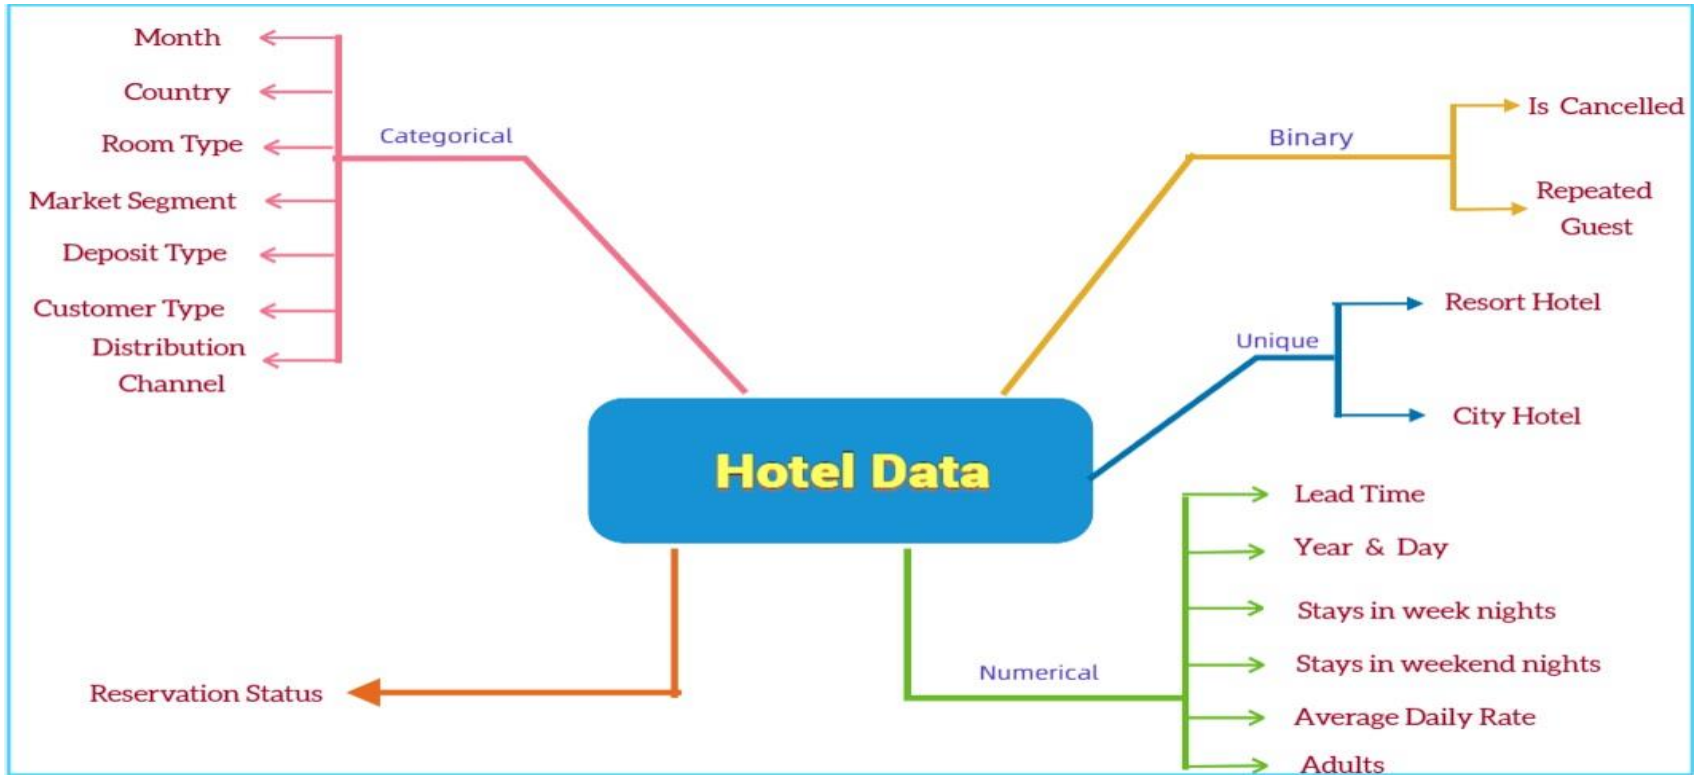 Month
Country
Room Type
Market Segment
Deposit Type
Customer Type
Distribution
Channel
Categorical
Binary
Is Cancelled
Repeated
Guest
Unique
Resort Hotel
City Hotel
Hotel Data
Numerical
Lead Time
Year & Day
Stays in week nights
Stays in weekend nights
Average Daily Rate
Adults
Reservation Status